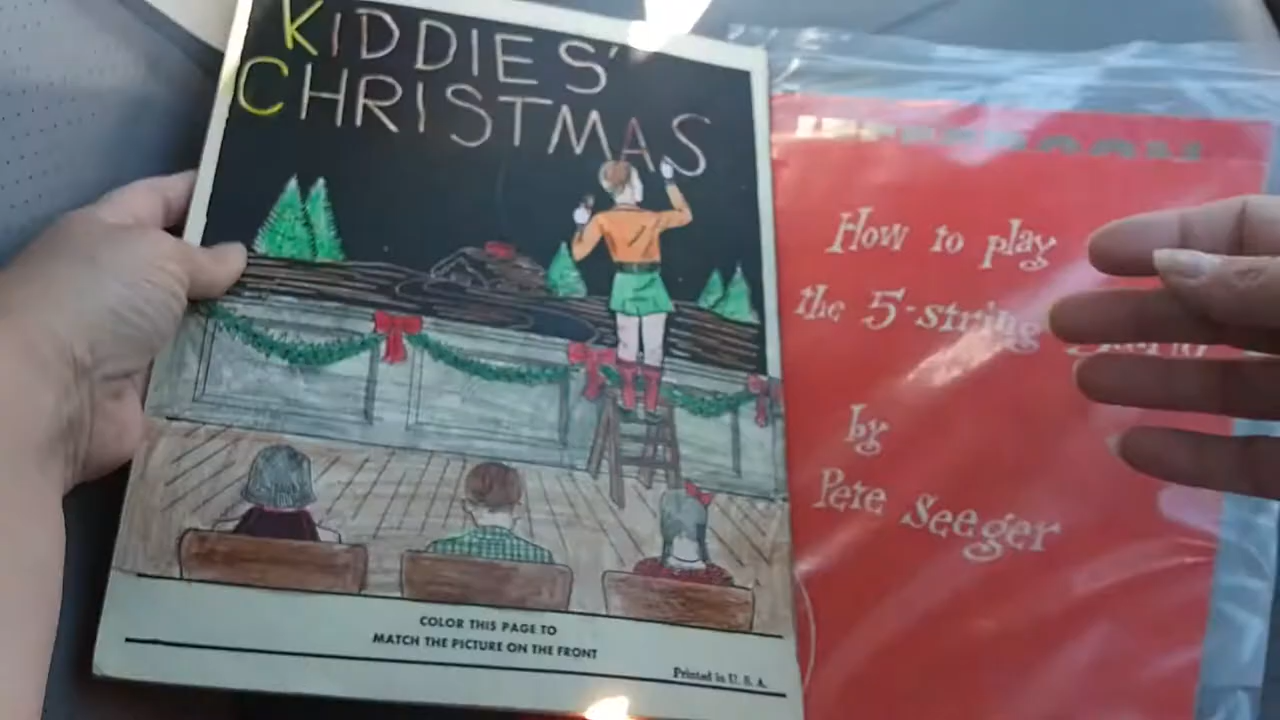 KIDDIES'
CHRISTMAS
COLOR THIS PAGE TO
MATCH THE PICTURE ON THE FRONT
Printed in U. S. A.
How to play
the 5-string
by
Pete Seeger